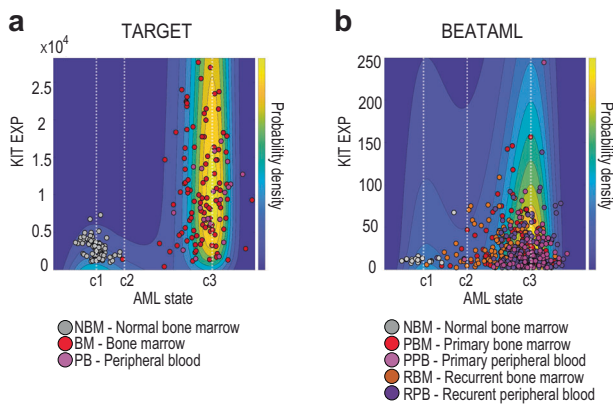 a
TARGET
x10⁴
2.5
2
1.5
1
0.5
0
KIT EXP
c1
c2
c3
AML state
Probability density
NBM - Normal bone marrow
BM - Bone marrow
PB - Peripheral blood
b
BEATAML
250
200
150
100
50
0
KIT EXP
c1
c2
c3
AML state
Probability density
NBM - Normal bone marrow
PBM - Primary bone marrow
PPB - Primary peripheral blood
RBM - Recurrent bone marrow
RPB - Recurent peripheral blood